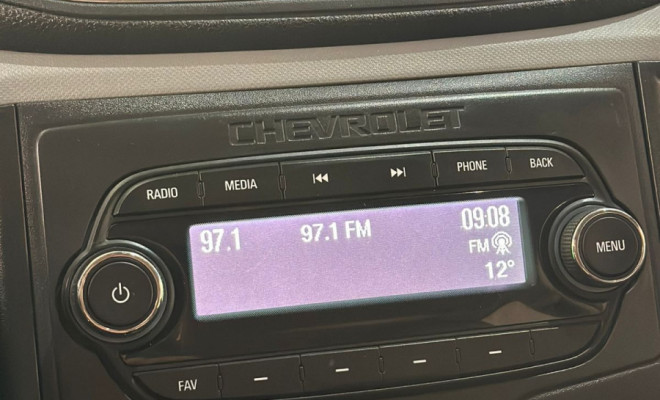 CHEVROLET
RADIO MEDIA PHONE BACK
97.1 97.1 FM 09:08
FM
12°
MENU
FAV